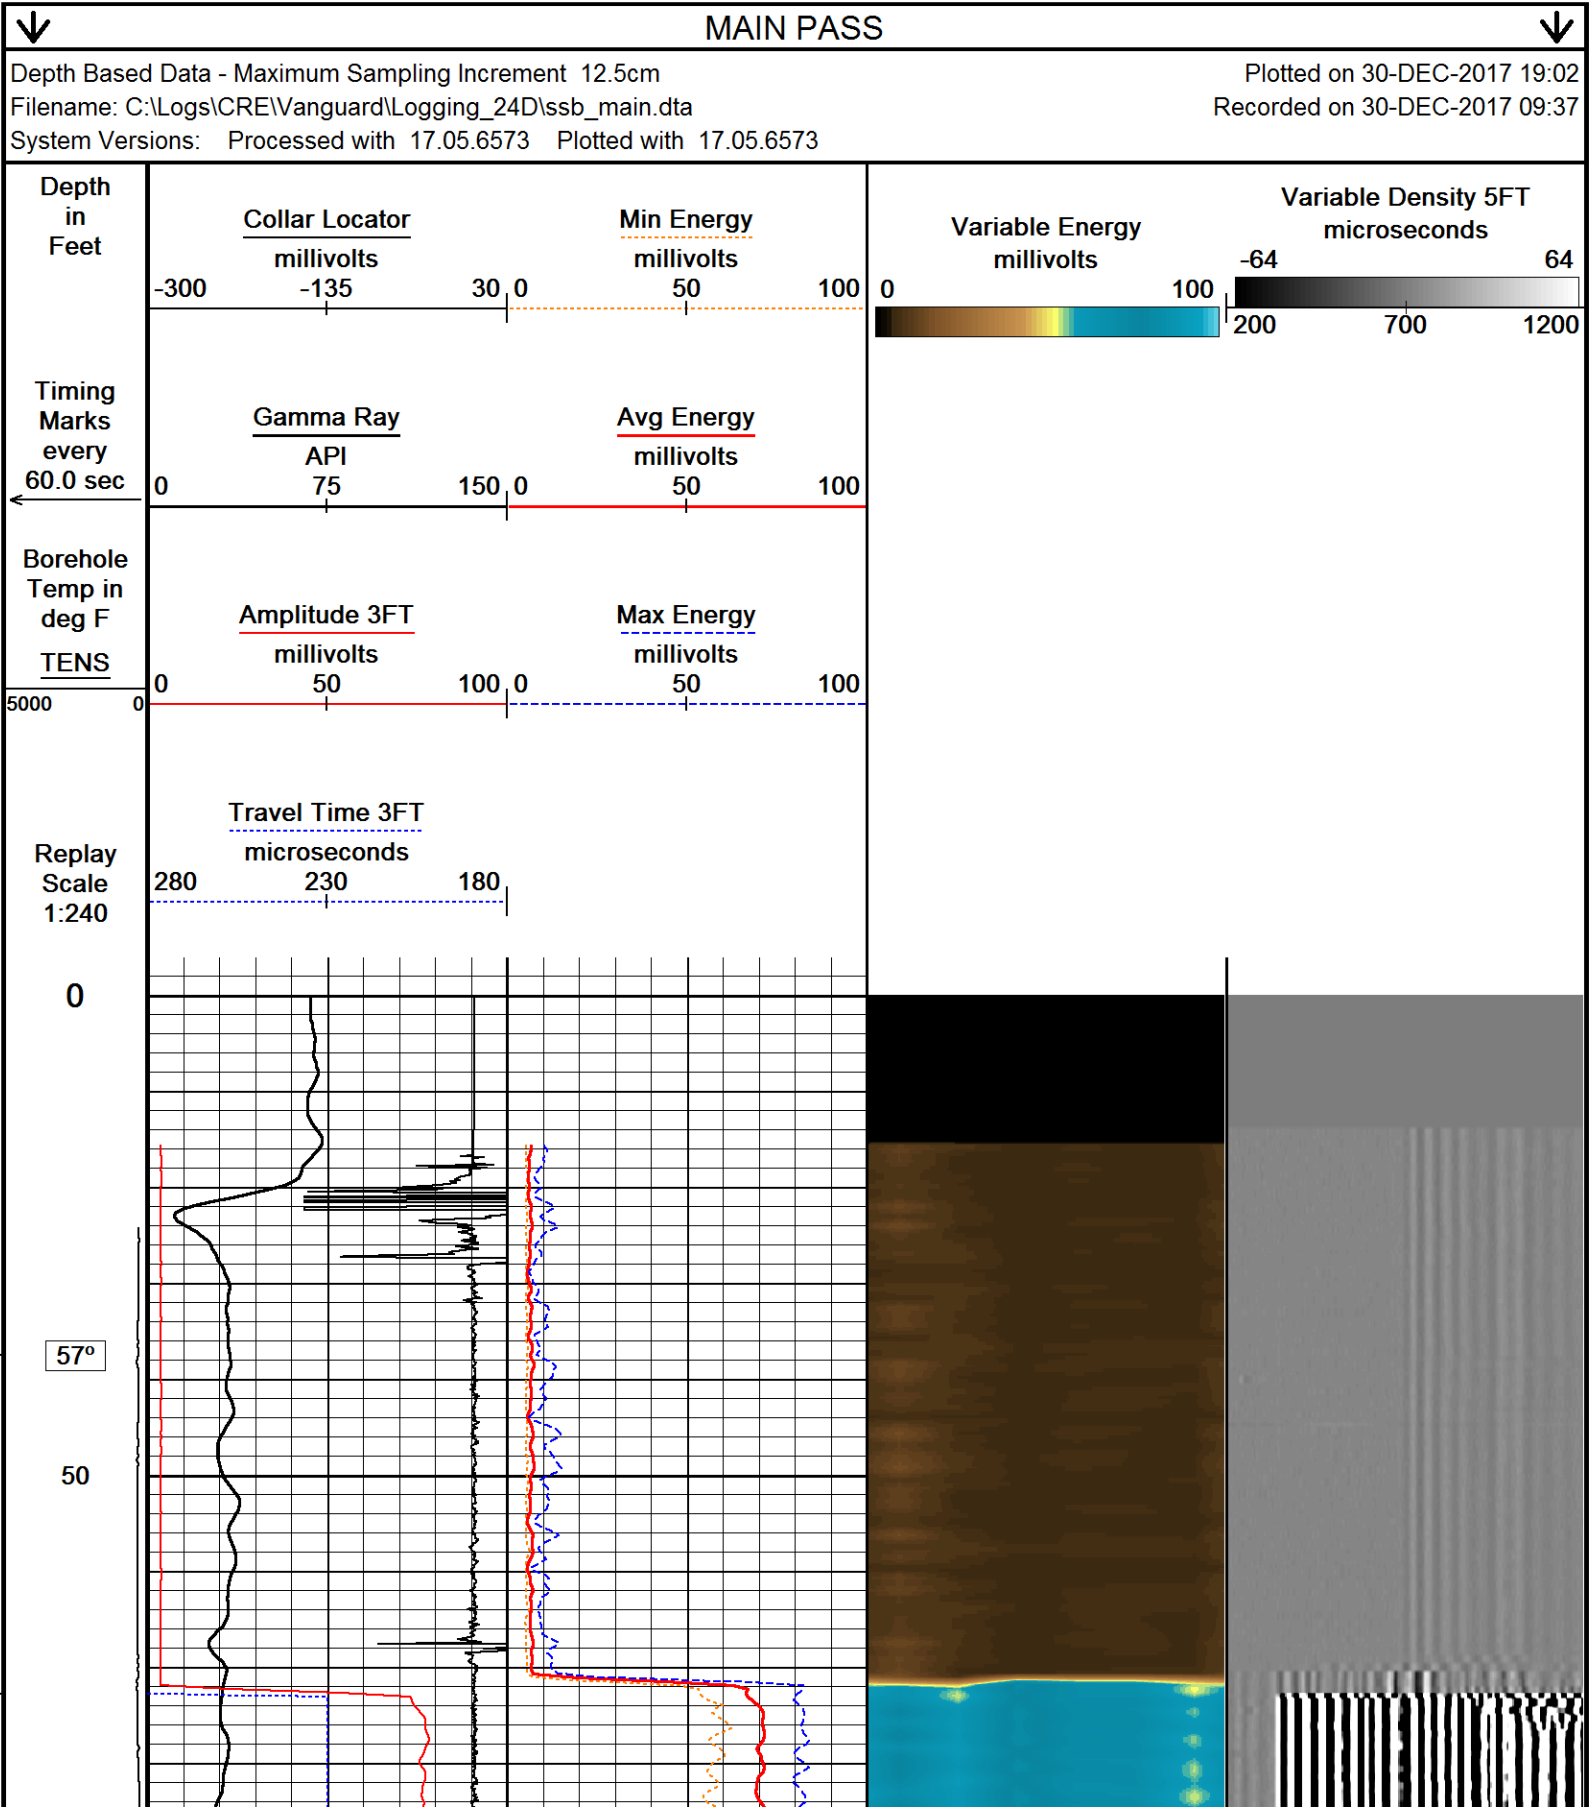 MAIN PASS
Depth Based Data - Maximum Sampling Increment 12.5cm
Plotted on 30-DEC-2017 19:02
Filename: C:\Logs\CRE\Vanguard\Logging_24D\ssb_main.dta
Recorded on 30-DEC-2017 09:37
System Versions: Processed with 17.05.6573 Plotted with 17.05.6573
Depth
in
Feet
Timing
Marks
every
60.0 sec
Borehole
Temp in
deg F
TENS
5000 0
Replay
Scale
1:240
Collar Locator
millivolts
-300 -135 30
Gamma Ray
API
0 75 150
Amplitude 3FT
millivolts
0 50 100
Travel Time 3FT
microseconds
280 230 180
Min Energy
millivolts
0 50 100
Avg Energy
millivolts
0 50 100
Max Energy
millivolts
0 50 100
Variable Energy
millivolts
0 100
Variable Density 5FT
microseconds
-64 64
200 700 1200
0
57º
50